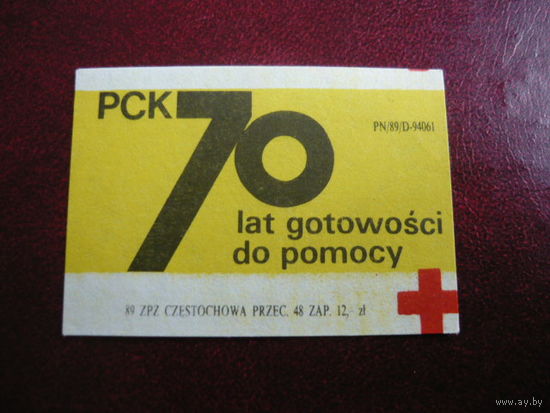 PCK 70
PN/89/D-94061
lat gotowości
do pomocy
89 ZPZ CZĘSTOCHOWA PRZEC. 48 ZAP. 12,- zł
www.ay.by